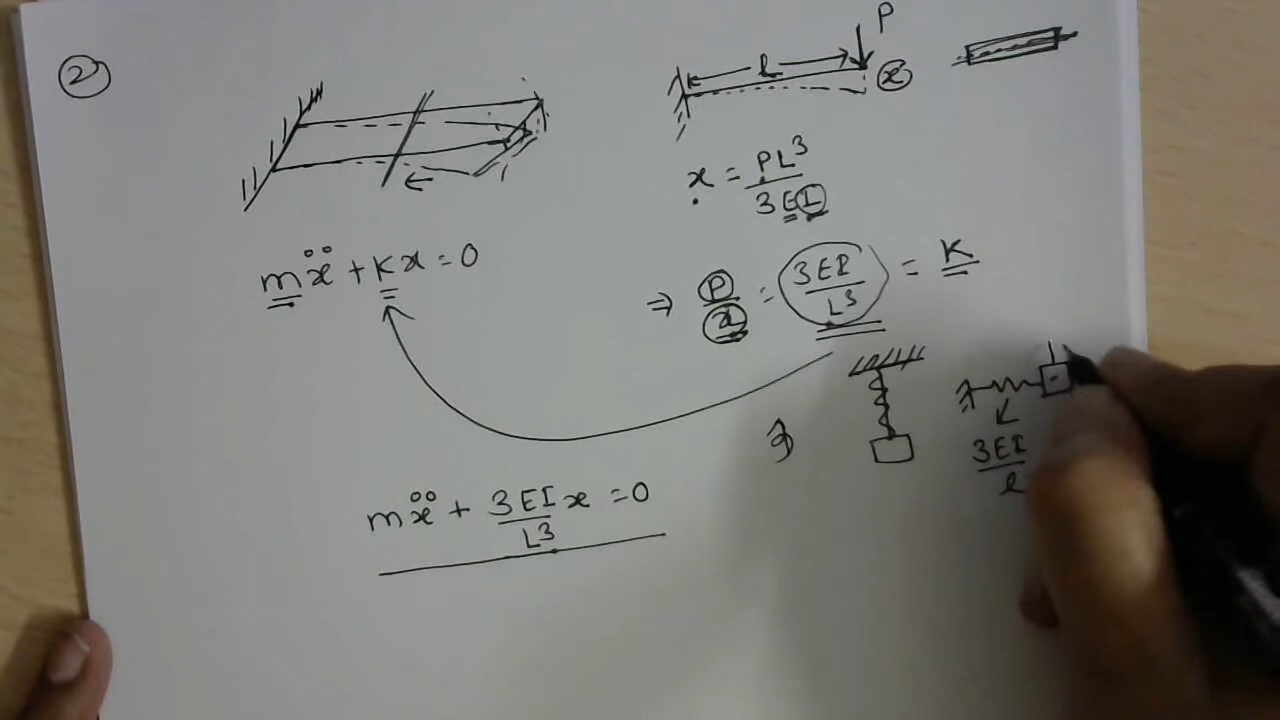 2
P
l
x
x = PL³/3EI
mẍ + Kx = 0
⇒ P/x = 3EI/L³ = K
3EI/l
mẍ + 3EI/L³ x = 0